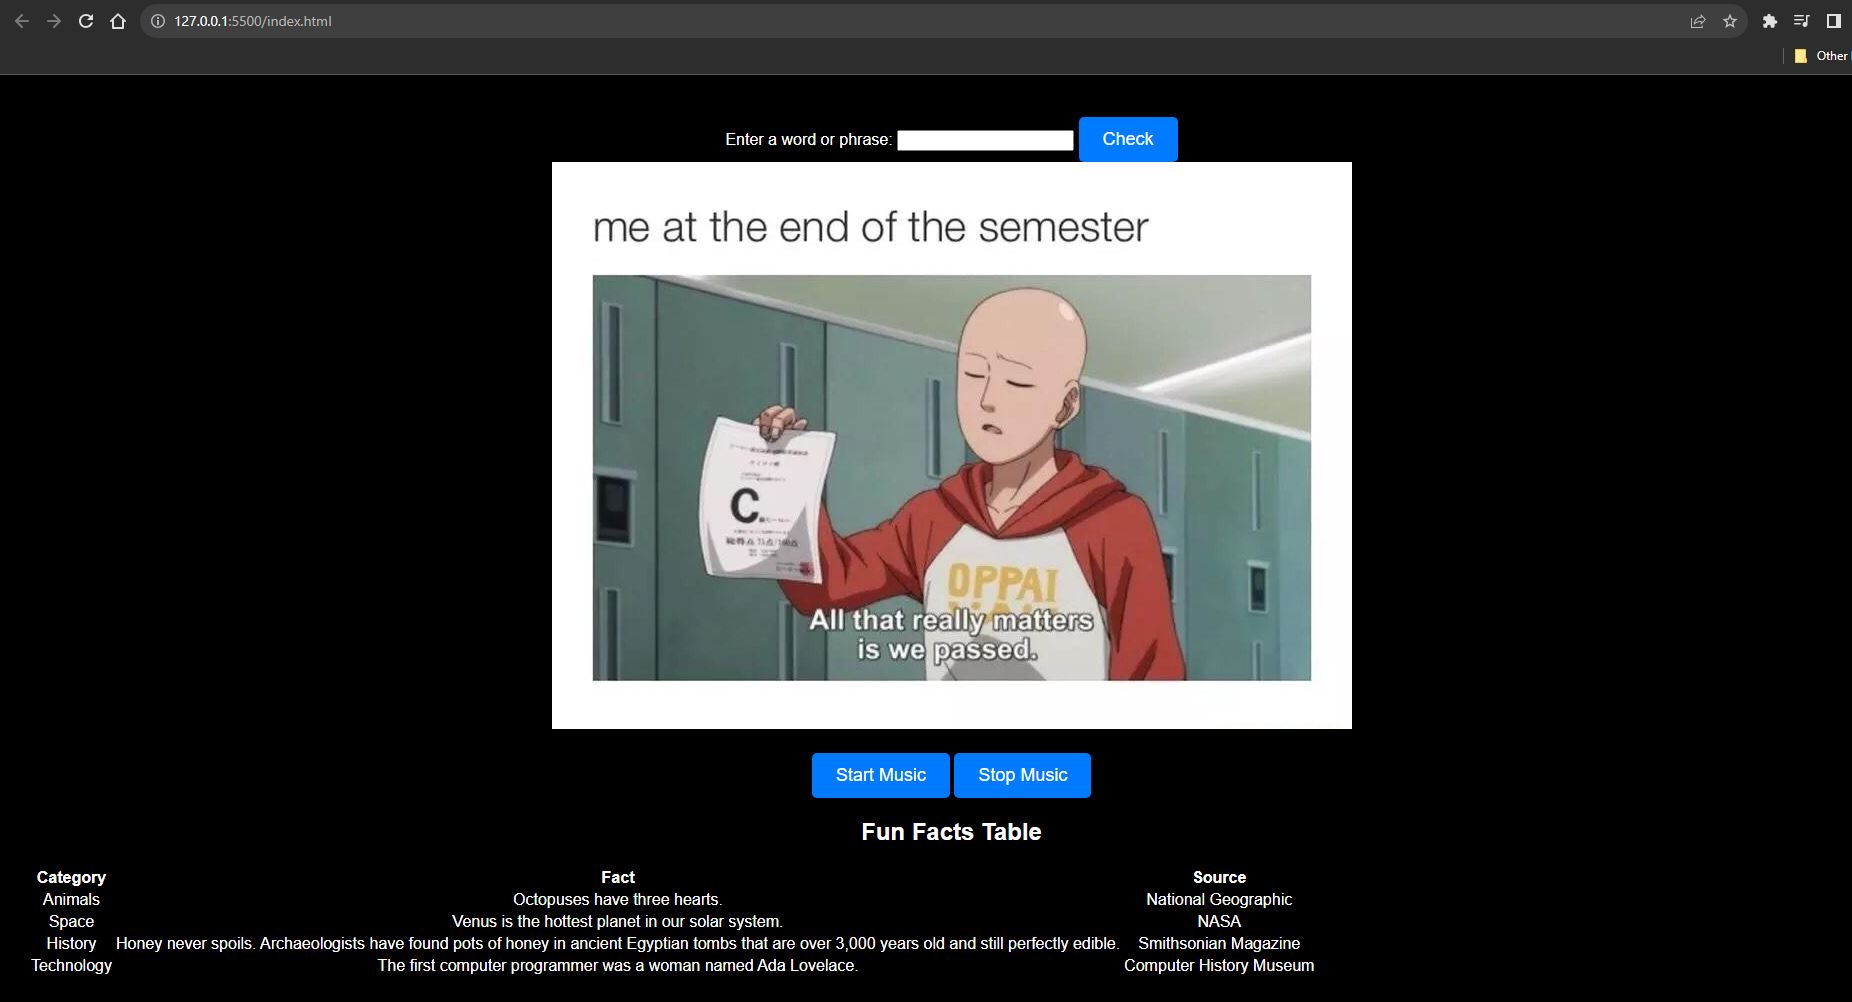 127.0.0.1:5500/index.html
Other
Enter a word or phrase: Check
me at the end of the semester
C
OPPAI
All that really matters
is we passed.
Start Music Stop Music
Fun Facts Table
Category Fact Source
Animals Octopuses have three hearts. National Geographic
Space Venus is the hottest planet in our solar system. NASA
History Honey never spoils. Archaeologists have found pots of honey in ancient Egyptian tombs that are over 3,000 years old and still perfectly edible. Smithsonian Magazine
Technology The first computer programmer was a woman named Ada Lovelace. Computer History Museum